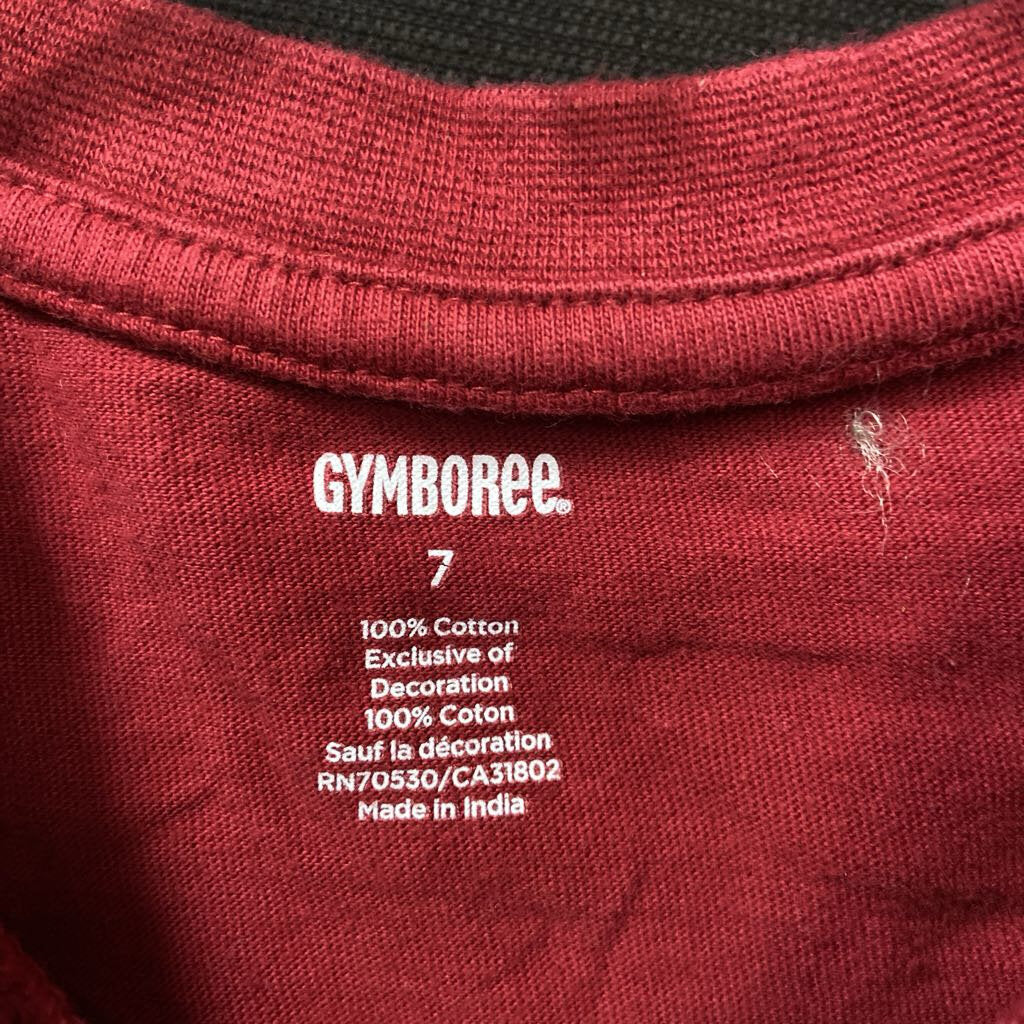 GYMBOREE®
7
100% Cotton
Exclusive of
Decoration
100% Coton
Sauf la décoration
RN70530/CA31802
Made in India